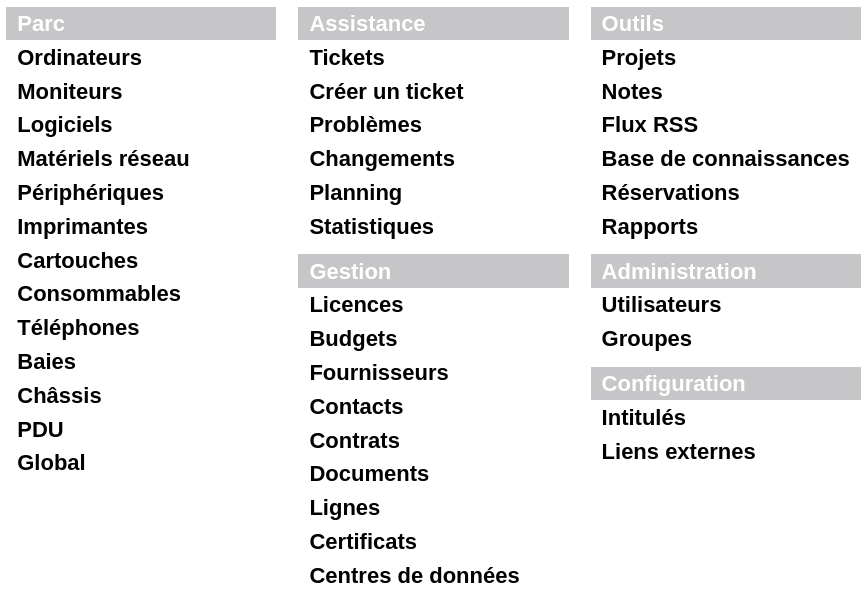 Parc
Ordinateurs
Moniteurs
Logiciels
Matériels réseau
Périphériques
Imprimantes
Cartouches
Consommables
Téléphones
Baies
Châssis
PDU
Global
Assistance
Tickets
Créer un ticket
Problèmes
Changements
Planning
Statistiques
Gestion
Licences
Budgets
Fournisseurs
Contacts
Contrats
Documents
Lignes
Certificats
Centres de données
Outils
Projets
Notes
Flux RSS
Base de connaissances
Réservations
Rapports
Administration
Utilisateurs
Groupes
Configuration
Intitulés
Liens externes